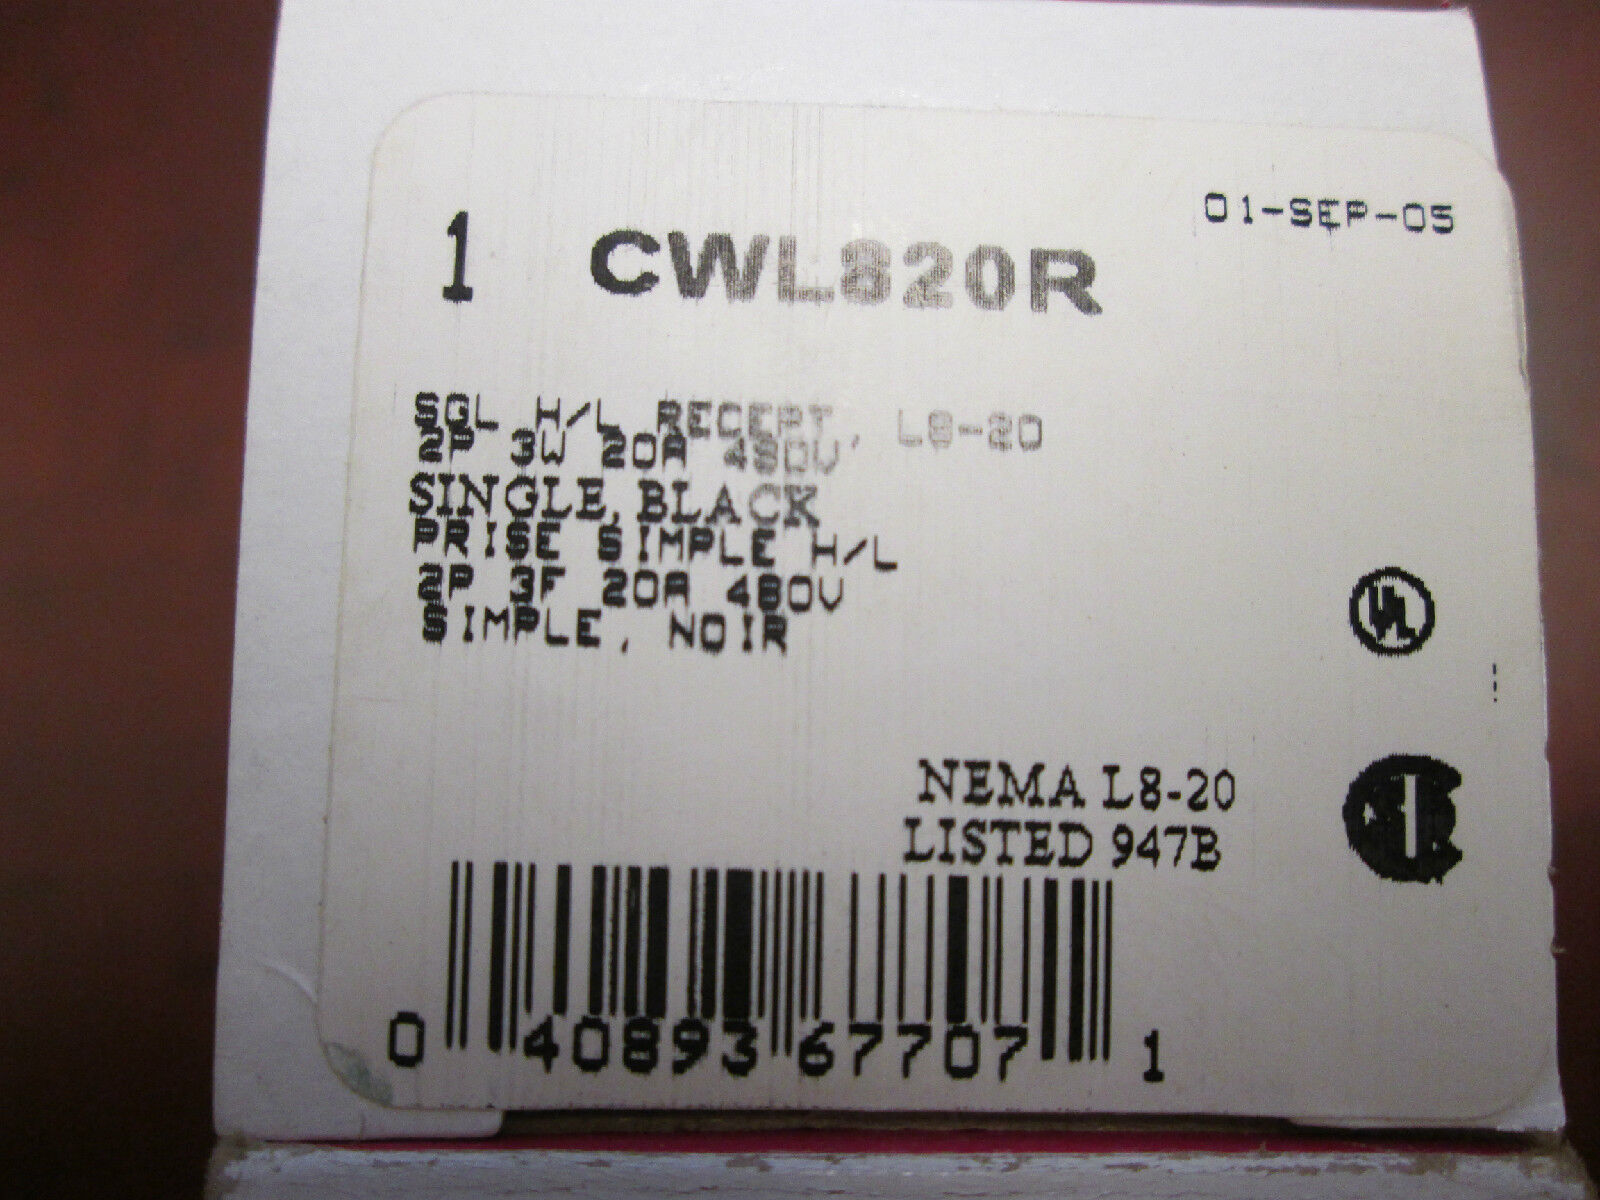 01-SEP-05
1 CWL820R
SGL H/L RECEPT, L8-20
2P 3W 20A 480V
SINGLE, BLACK
PRISE SIMPLE H/L
2P 3F 20A 480V
SIMPLE, NOIR
UL
NEMA L8-20
LISTED 947B
0 40893 67707 1